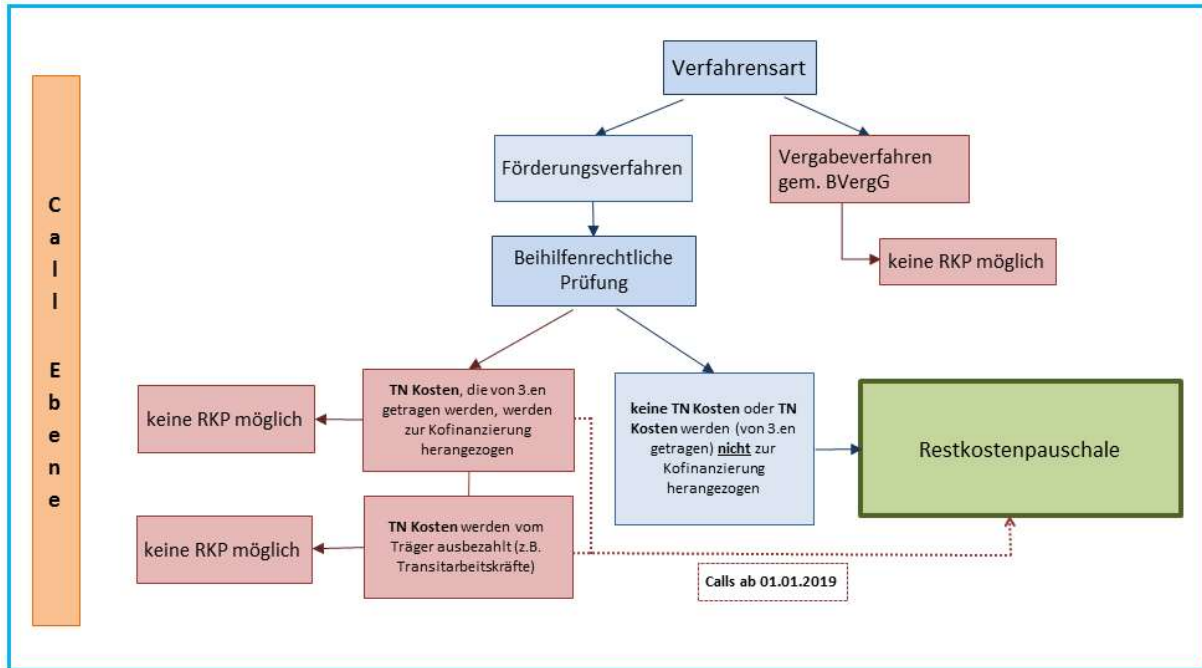 Call Ebene
Verfahrensart
Förderungsverfahren
Vergabeverfahren
gem. BVergG
keine RKP möglich
Beihilfenrechtliche
Prüfung
keine RKP möglich
TN Kosten, die von 3.en
getragen werden, werden
zur Kofinanzierung
herangezogen
keine TN Kosten oder TN
Kosten werden (von 3.en
getragen) nicht zur
Kofinanzierung
herangezogen
Restkostenpauschale
keine RKP möglich
TN Kosten werden vom
Träger ausbezahlt (z.B.
Transitarbeitskräfte)
Calls ab 01.01.2019